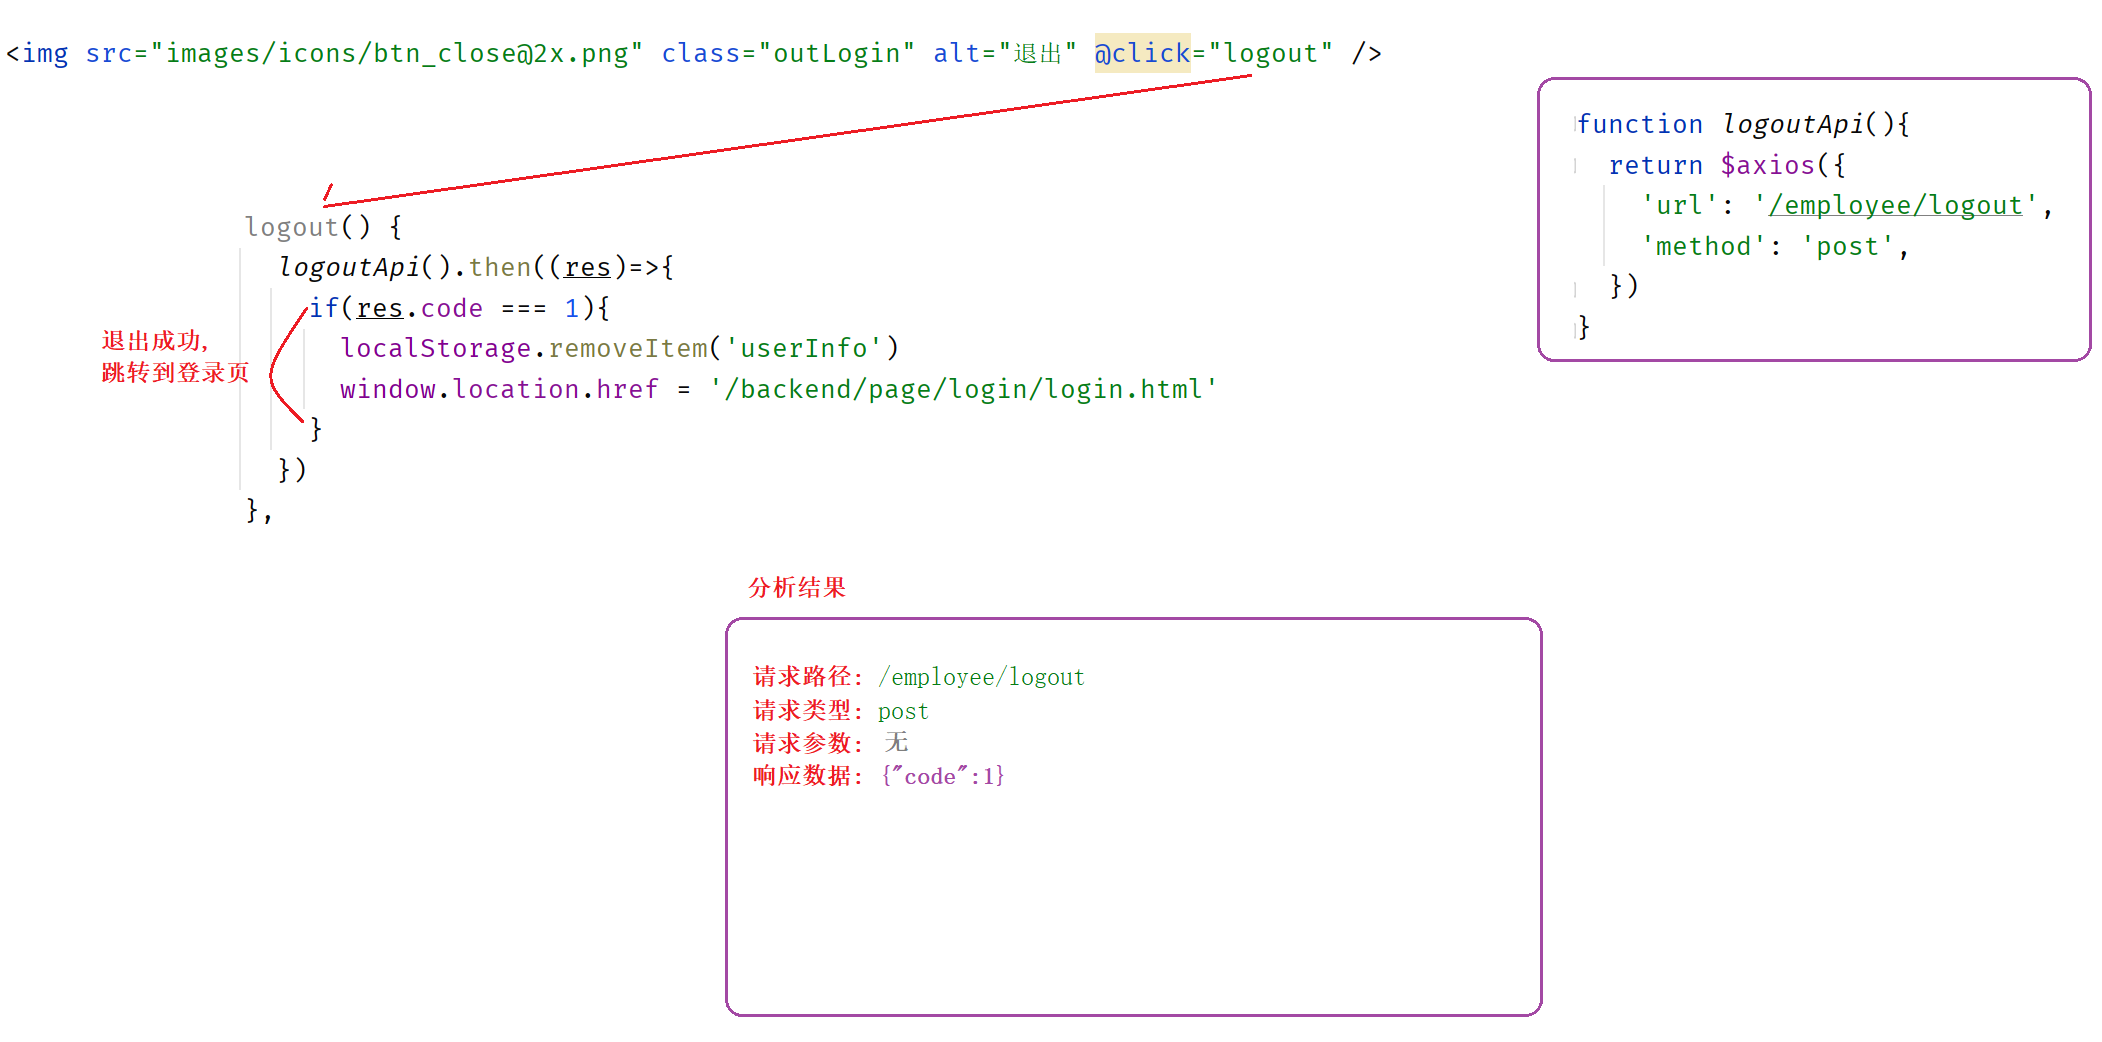 <img src="images/icons/btn_close@2x.png" class="outLogin" alt="退出" @click="logout" />
function logoutApi(){
return $axios({
'url': '/employee/logout',
'method': 'post',
})
}
logout() {
logoutApi().then((res)=>{
if(res.code === 1){
localStorage.removeItem('userInfo')
window.location.href = '/backend/page/login/login.html'
}
})
},
退出成功,
跳转到登录页
分析结果
请求路径: /employee/logout
请求类型: post
请求参数: 无
响应数据: {"code":1}